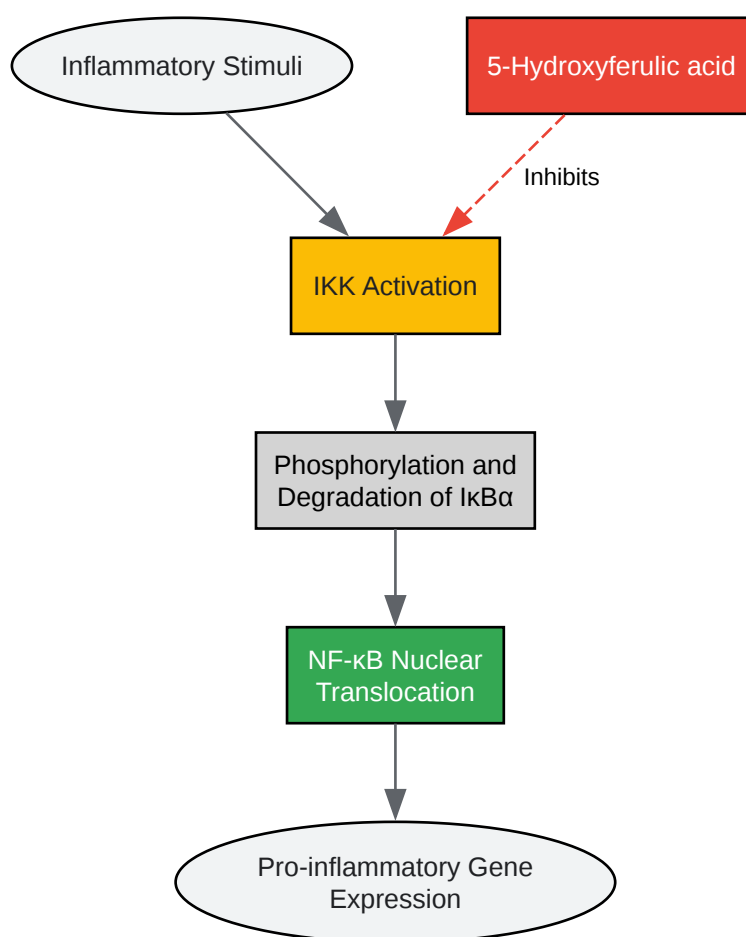 Inflammatory Stimuli
5-Hydroxyferulic acid
Inhibits
IKK Activation
Phosphorylation and
Degradation of IκBα
NF-κB Nuclear
Translocation
Pro-inflammatory Gene
Expression